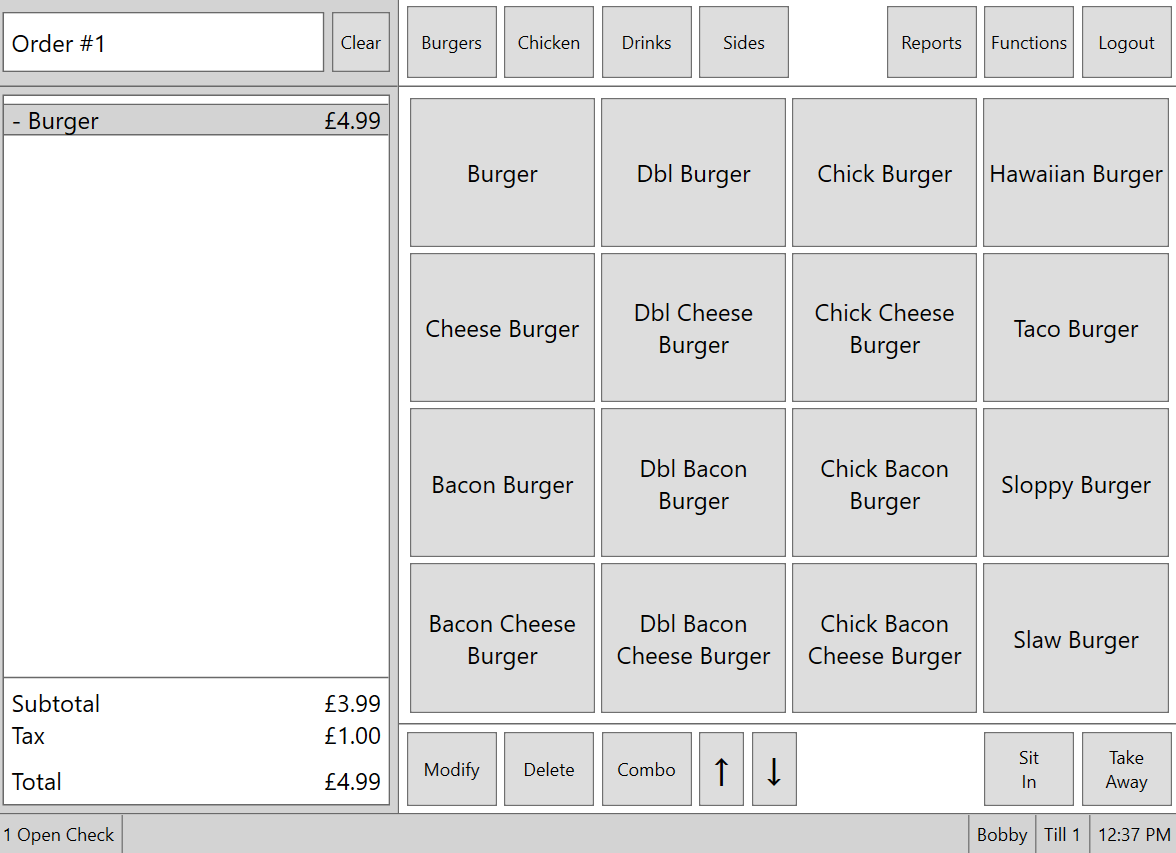 Order #1
Clear
Burgers
Chicken
Drinks
Sides
Reports
Functions
Logout
- Burger £4.99
Subtotal £3.99
Tax £1.00
Total £4.99
Burger
Dbl Burger
Chick Burger
Hawaiian Burger
Cheese Burger
Dbl Cheese
Burger
Chick Cheese
Burger
Taco Burger
Bacon Burger
Dbl Bacon
Burger
Chick Bacon
Burger
Sloppy Burger
Bacon Cheese
Burger
Dbl Bacon
Cheese Burger
Chick Bacon
Cheese Burger
Slaw Burger
Modify
Delete
Combo
↑
↓
Sit
In
Take
Away
1 Open Check
Bobby
Till 1
12:37 PM